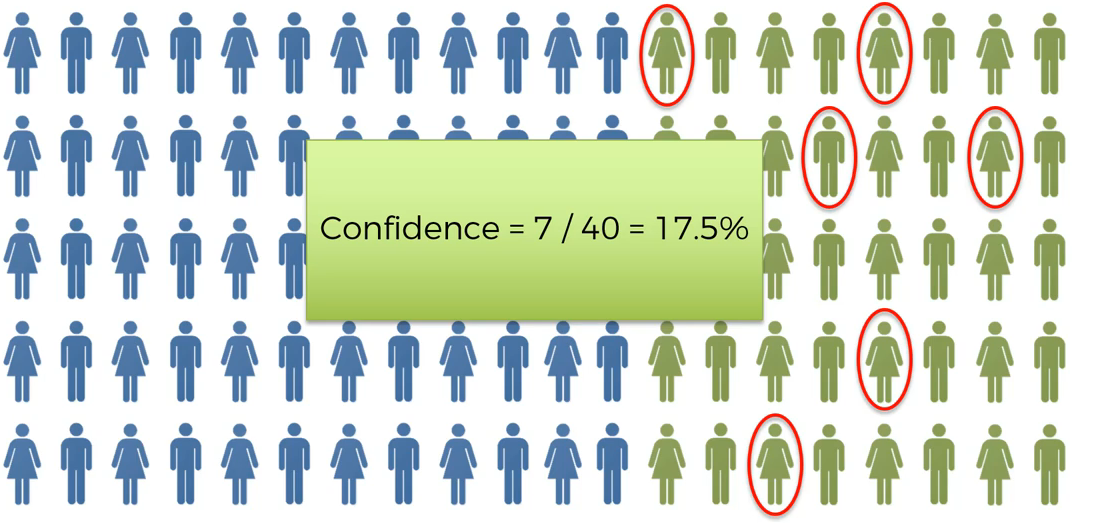 Confidence = 7 / 40 = 17.5%